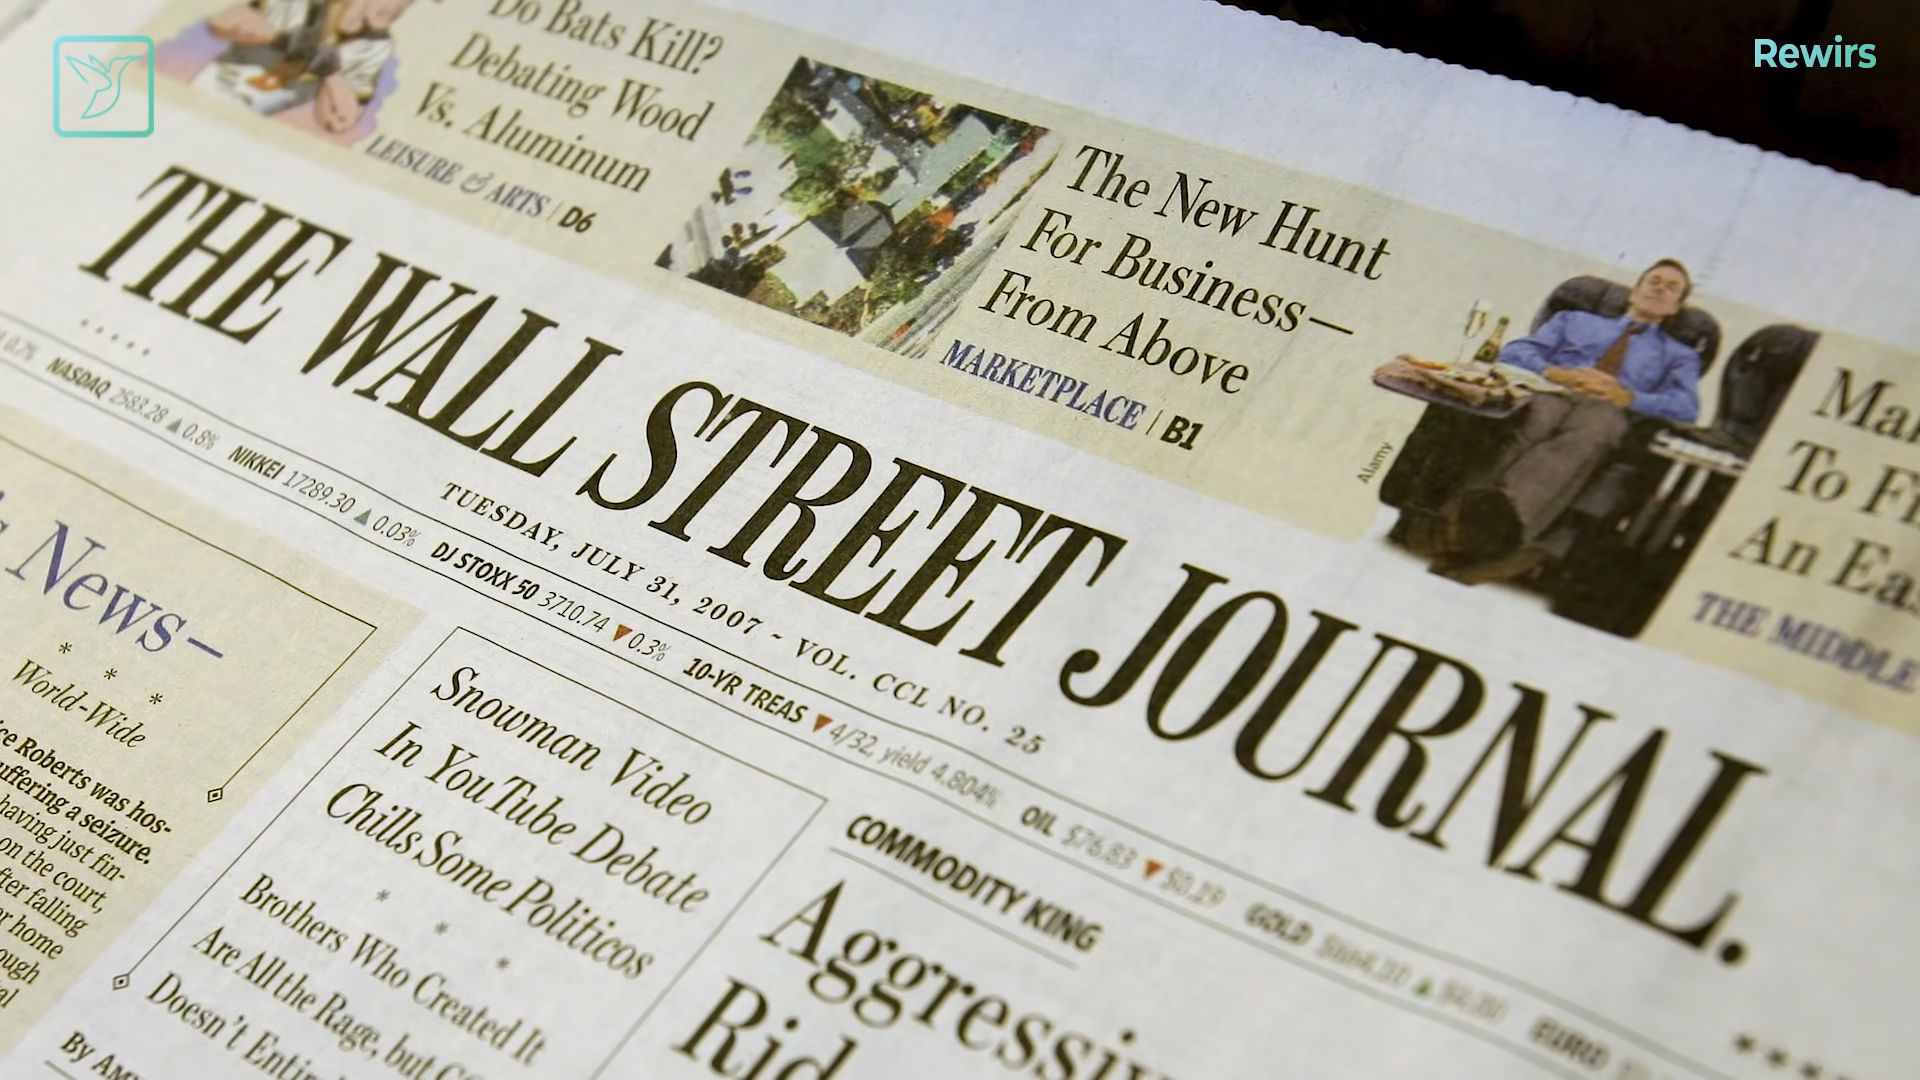 Rewirs
Do Bats Kill?
Debating Wood
Vs. Aluminum
LEISURE & ARTS | D6
The New Hunt
For Business—
From Above
MARKETPLACE | B1
Alamy
To
An
THE MIDDLE
THE WALL STREET JOURNAL.
TUESDAY, JULY 31, 2007 ~ VOL. CCL NO. 25
NASDAQ 2583.28 ▲ 0.8% NIKKEI 17289.30 ▲ 0.03% DJ STOXX 50 3710.74 ▼ 0.3% 10-YR TREAS ▼ 4/32, yield 4.804% OIL $76.83 ▼ $0.19 GOLD EURO
News—
* * *
World-Wide
Roberts was hos-
a seizure.
having just fin-
on the court,
falling
home
Snowman Video
In YouTube Debate
Chills Some Politicos
* * *
Brothers Who Created It
Are All the Rage, but
Doesn't
By
COMMODITY KING